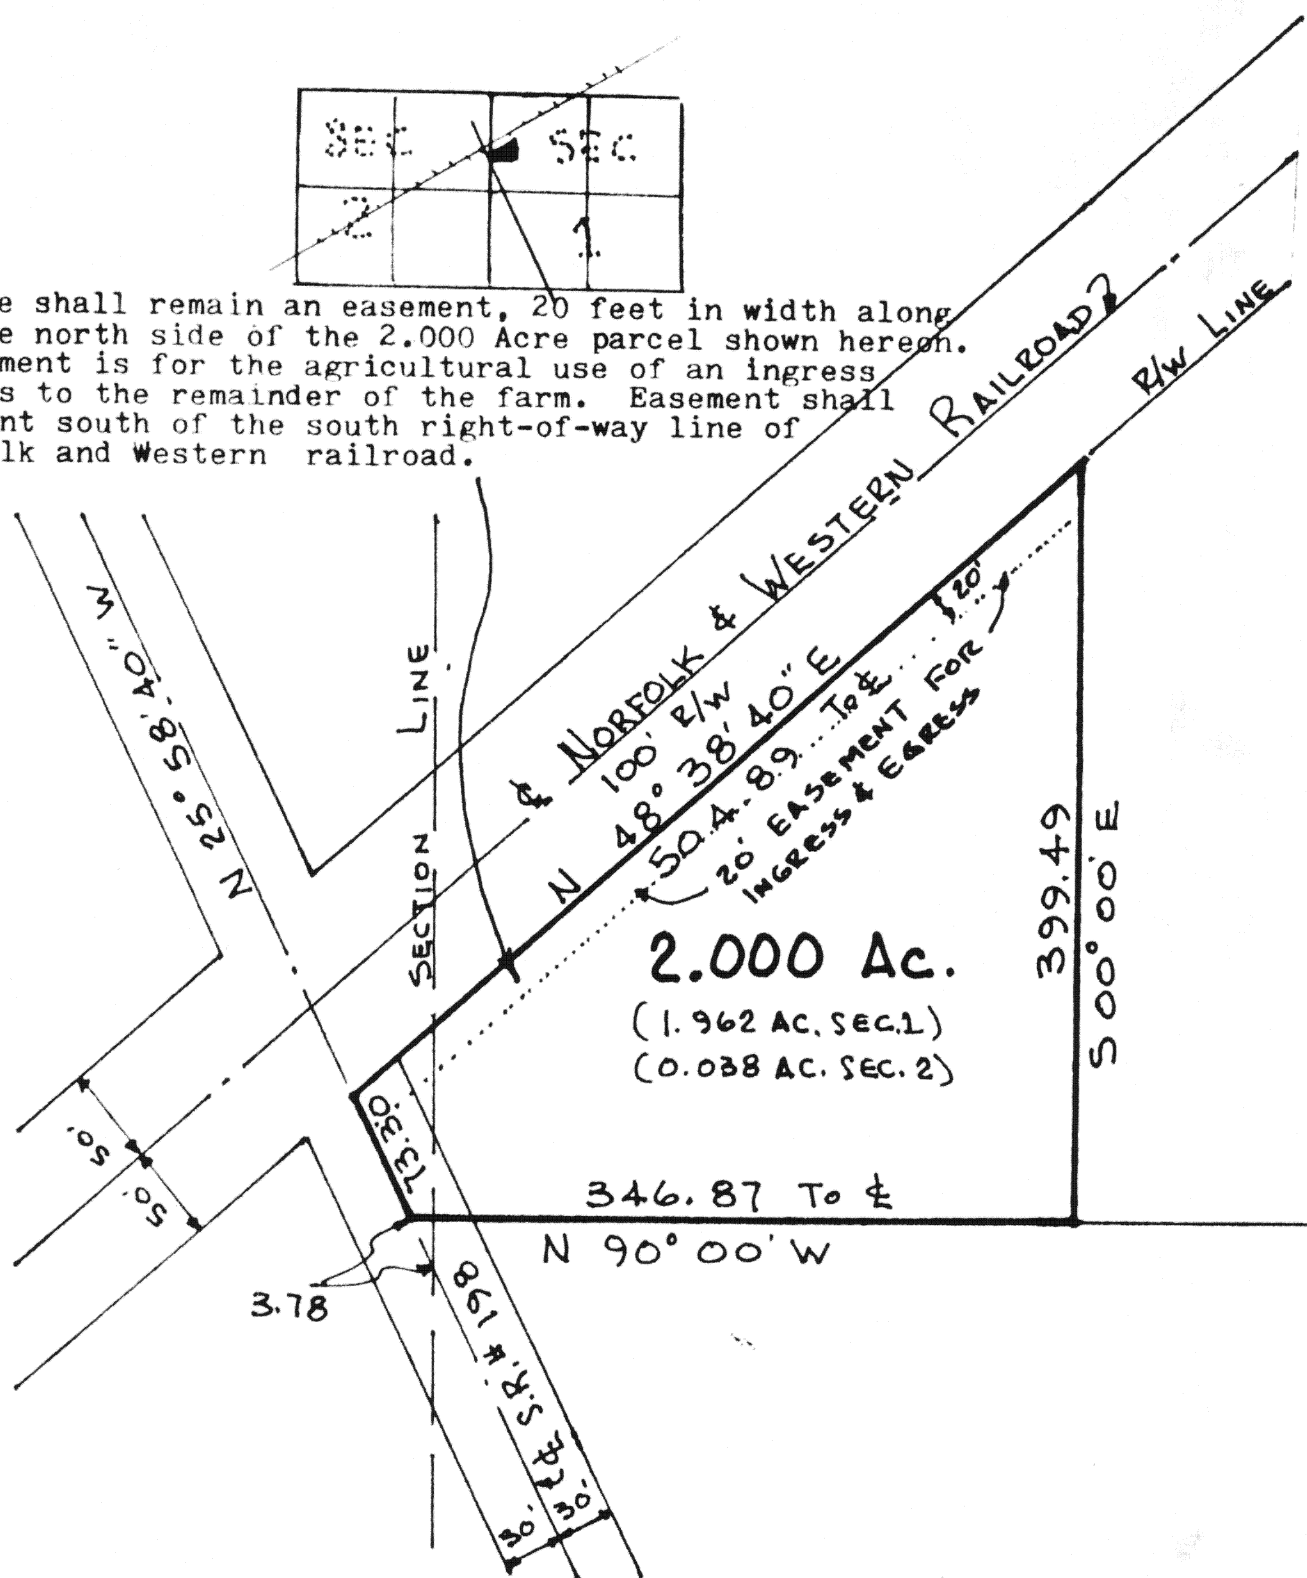 SEC
SEC
2
1
e shall remain an easement, 20 feet in width along
e north side of the 2.000 Acre parcel shown hereon.
ment is for the agricultural use of an ingress
s to the remainder of the farm. Easement shall
nt south of the south right-of-way line of
lk and Western railroad.
R/W LINE
℄ NORFOLK & WESTERN RAILROAD
100' R/W
N 25° 58' 40" W
SECTION LINE
N 48° 38' 40" E
504.89 To ℄
20'
20' EASEMENT FOR
INGRESS & EGRESS
2.000 Ac.
(1.962 AC. SEC.1)
(0.038 AC. SEC. 2)
399.49
S 00° 00' E
73.30
50'
50'
346.87 To ℄
N 90° 00' W
3.78
℄ S.R. # 198
30'
30'